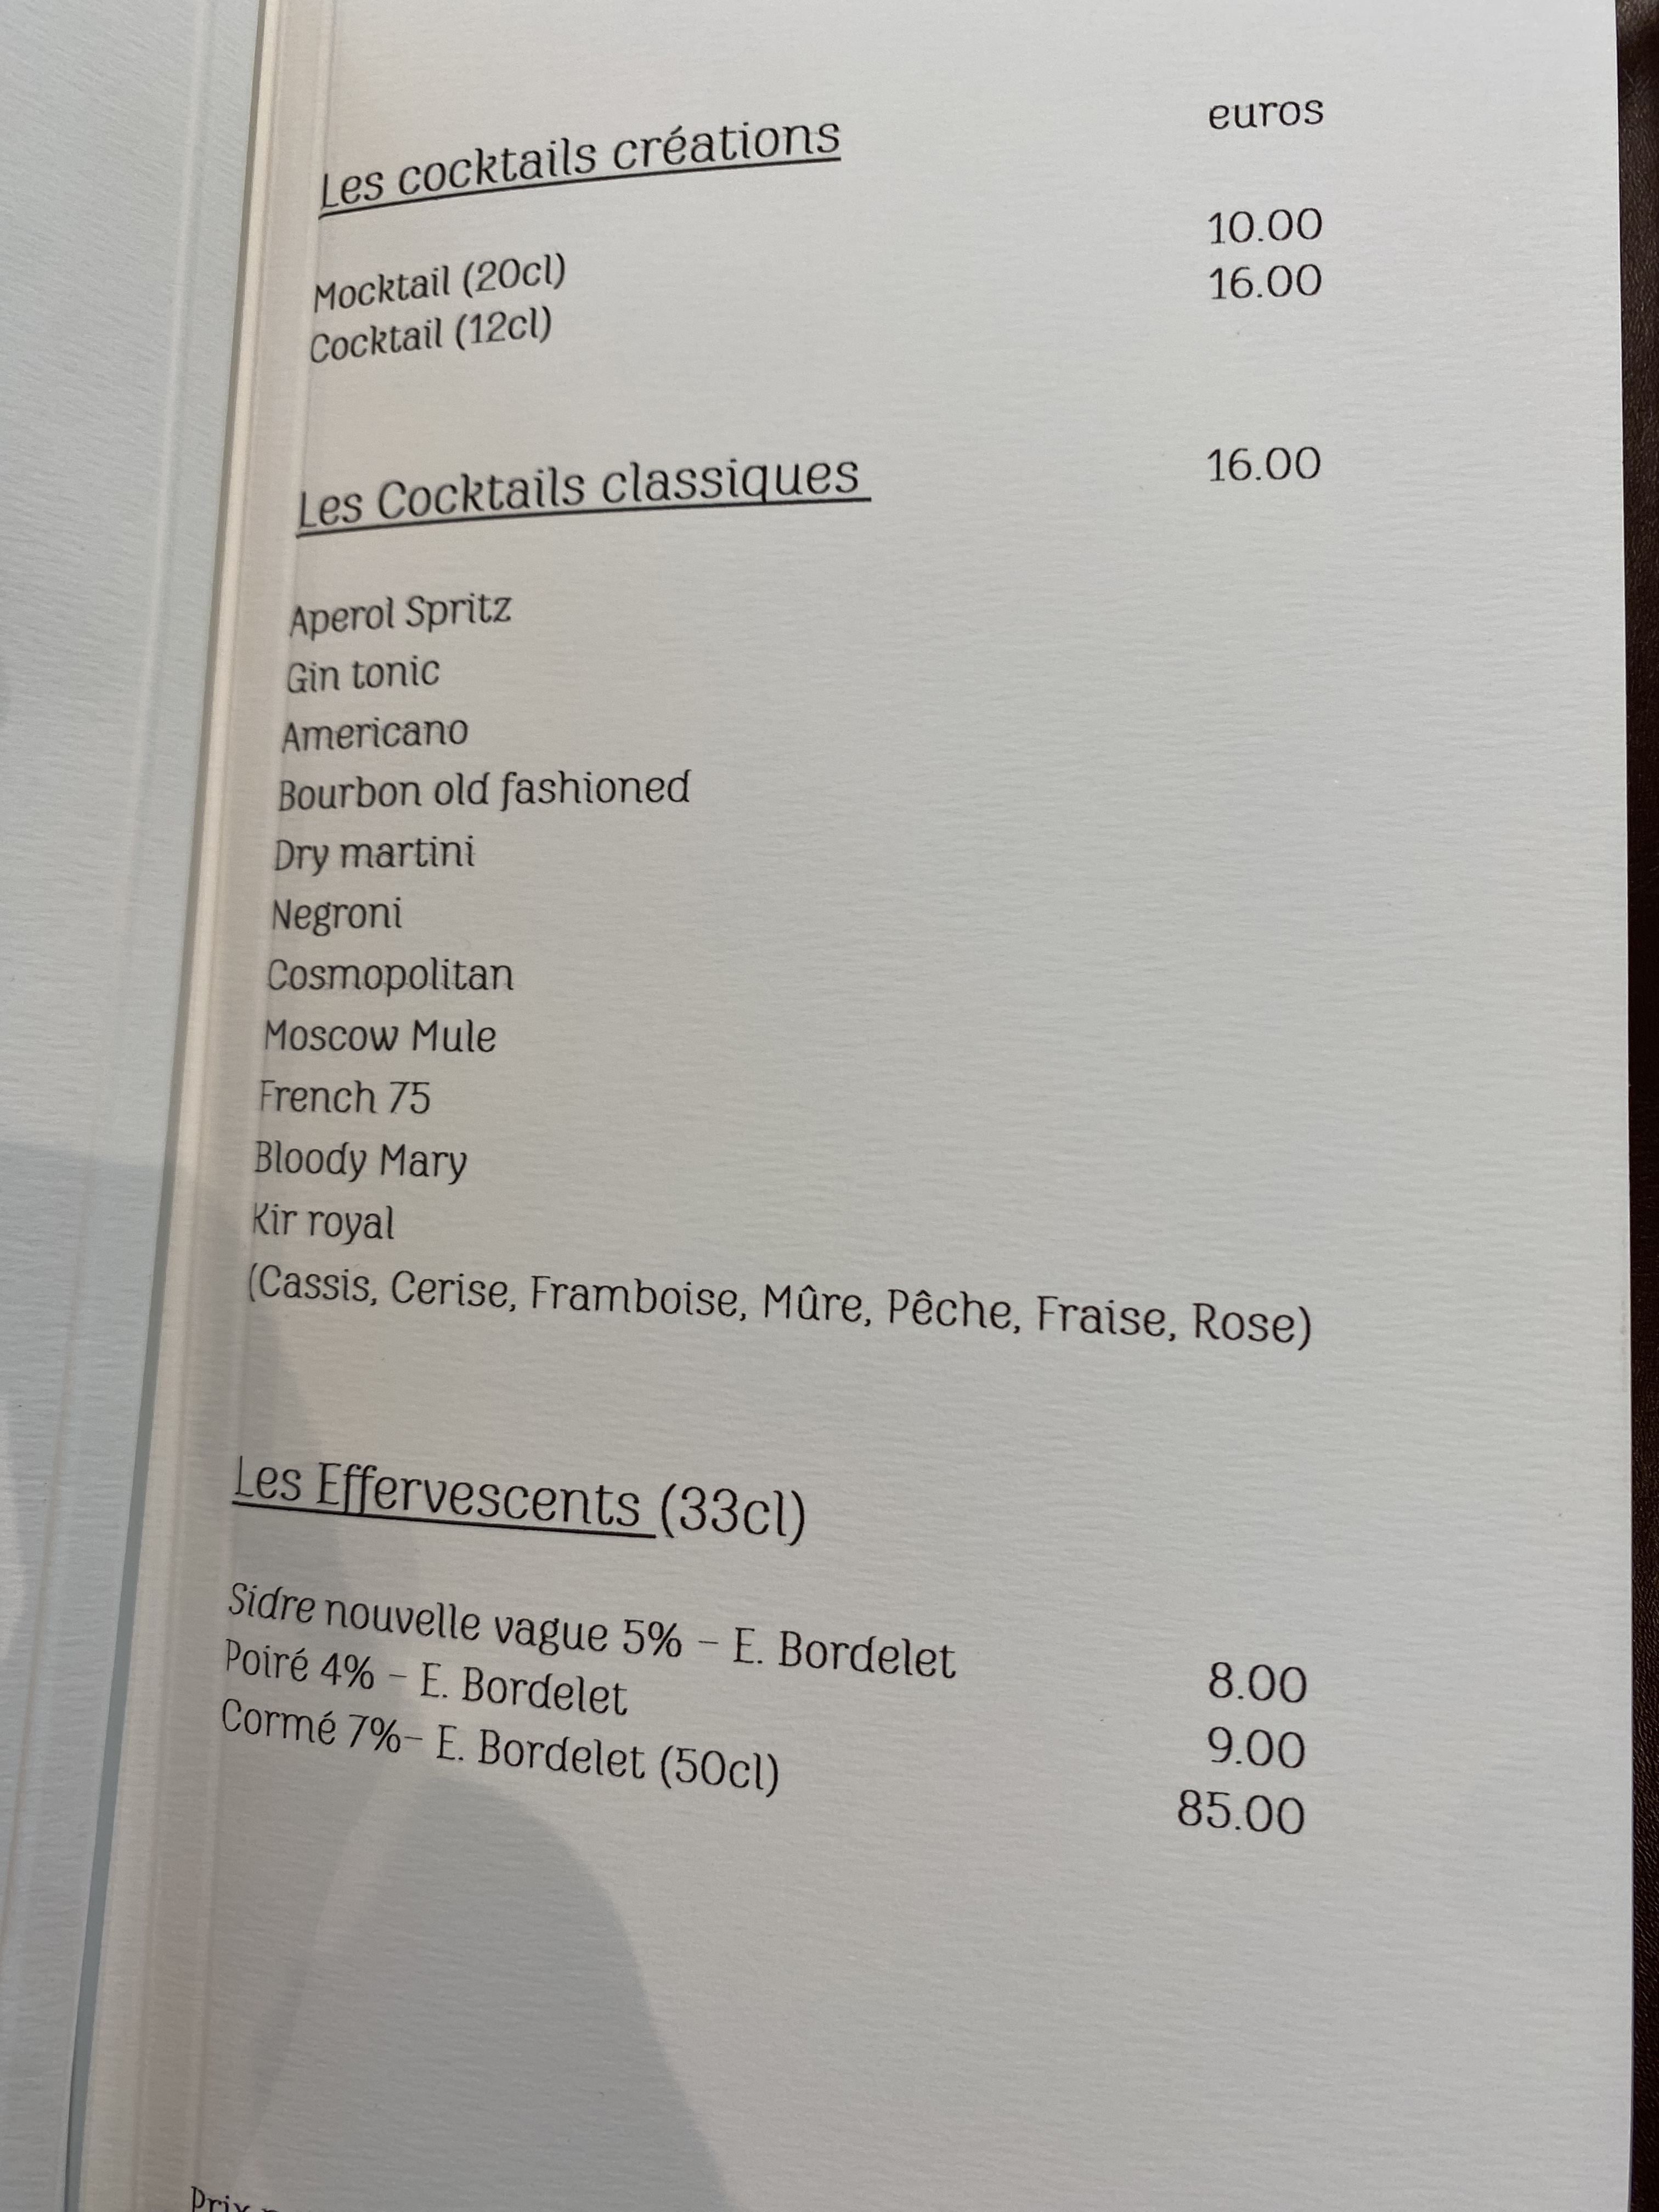 euros
Les cocktails créations
Mocktail (20cl) 10.00
Cocktail (12cl) 16.00
Les Cocktails classiques 16.00
Aperol Spritz
Gin tonic
Americano
Bourbon old fashioned
Dry martini
Negroni
Cosmopolitan
Moscow Mule
French 75
Bloody Mary
Kir royal
(Cassis, Cerise, Framboise, Mûre, Pêche, Fraise, Rose)
Les Effervescents (33cl)
Sidre nouvelle vague 5% – E. Bordelet 8.00
Poiré 4% – E. Bordelet 9.00
Cormé 7%– E. Bordelet (50cl) 85.00
Prix